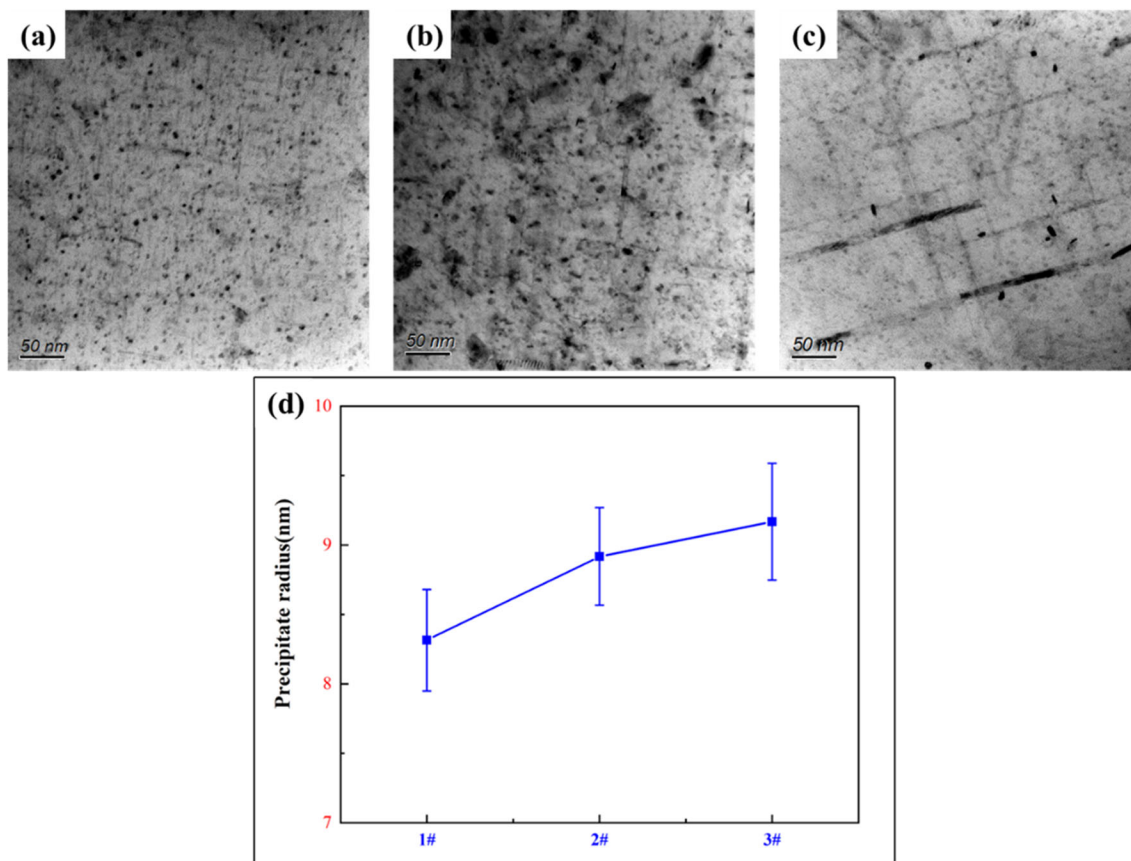 (a)
(b)
(c)
50 nm
50 nm
50 nm
(d)
10
9
8
7
Precipitate radius(nm)
1#
2#
3#